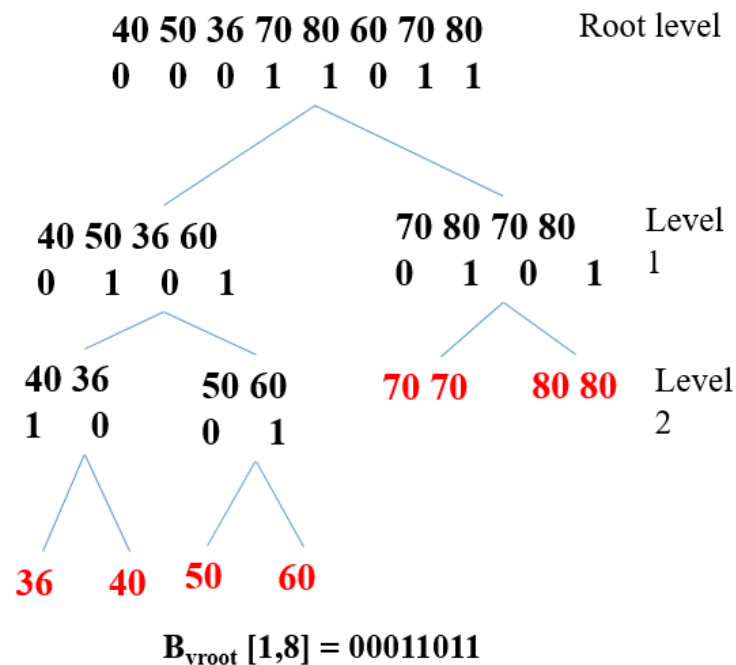 40 50 36 70 80 60 70 80 Root level
0 0 0 1 1 0 1 1
40 50 36 60 70 80 70 80 Level
0 1 0 1 0 1 0 1 1
40 36 50 60 70 70 80 80 Level
1 0 0 1 2
36 40 50 60
Bvroot [1,8] = 00011011